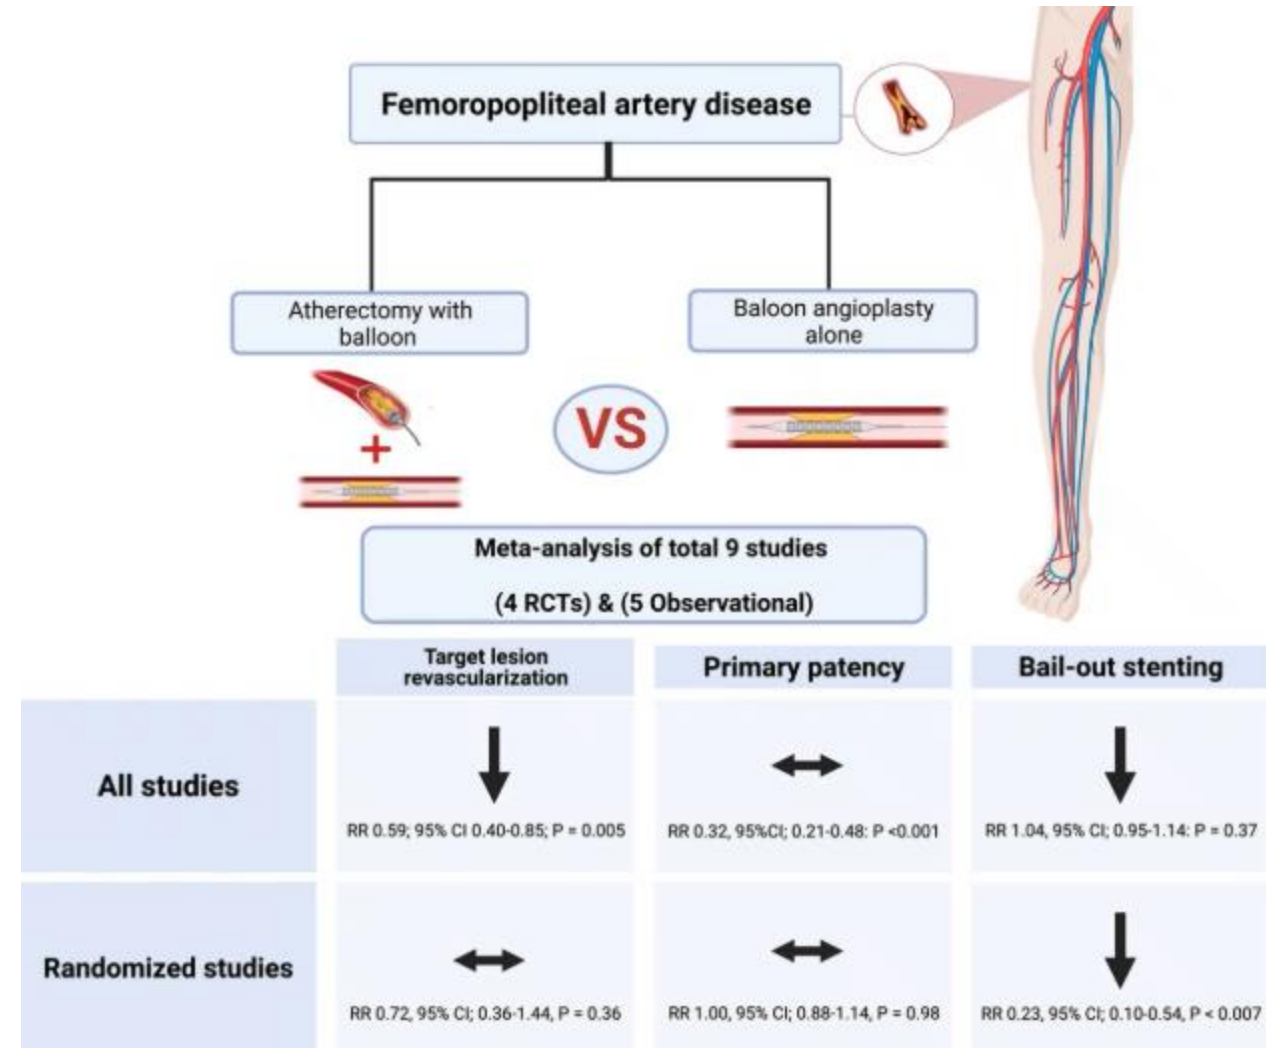 Femoropopliteal artery disease
Atherectomy with
balloon
Baloon angioplasty
alone
+
VS
Meta-analysis of total 9 studies
(4 RCTs) & (5 Observational)
Target lesion
revascularization
Primary patency
Bail-out stenting
All studies
RR 0.59; 95% CI 0.40-0.85; P = 0.005
RR 0.32, 95%CI; 0.21-0.48: P <0.001
RR 1.04, 95% CI; 0.95-1.14: P = 0.37
Randomized studies
RR 0.72, 95% CI; 0.36-1.44, P = 0.36
RR 1.00, 95% CI; 0.88-1.14, P = 0.98
RR 0.23, 95% CI; 0.10-0.54, P < 0.007